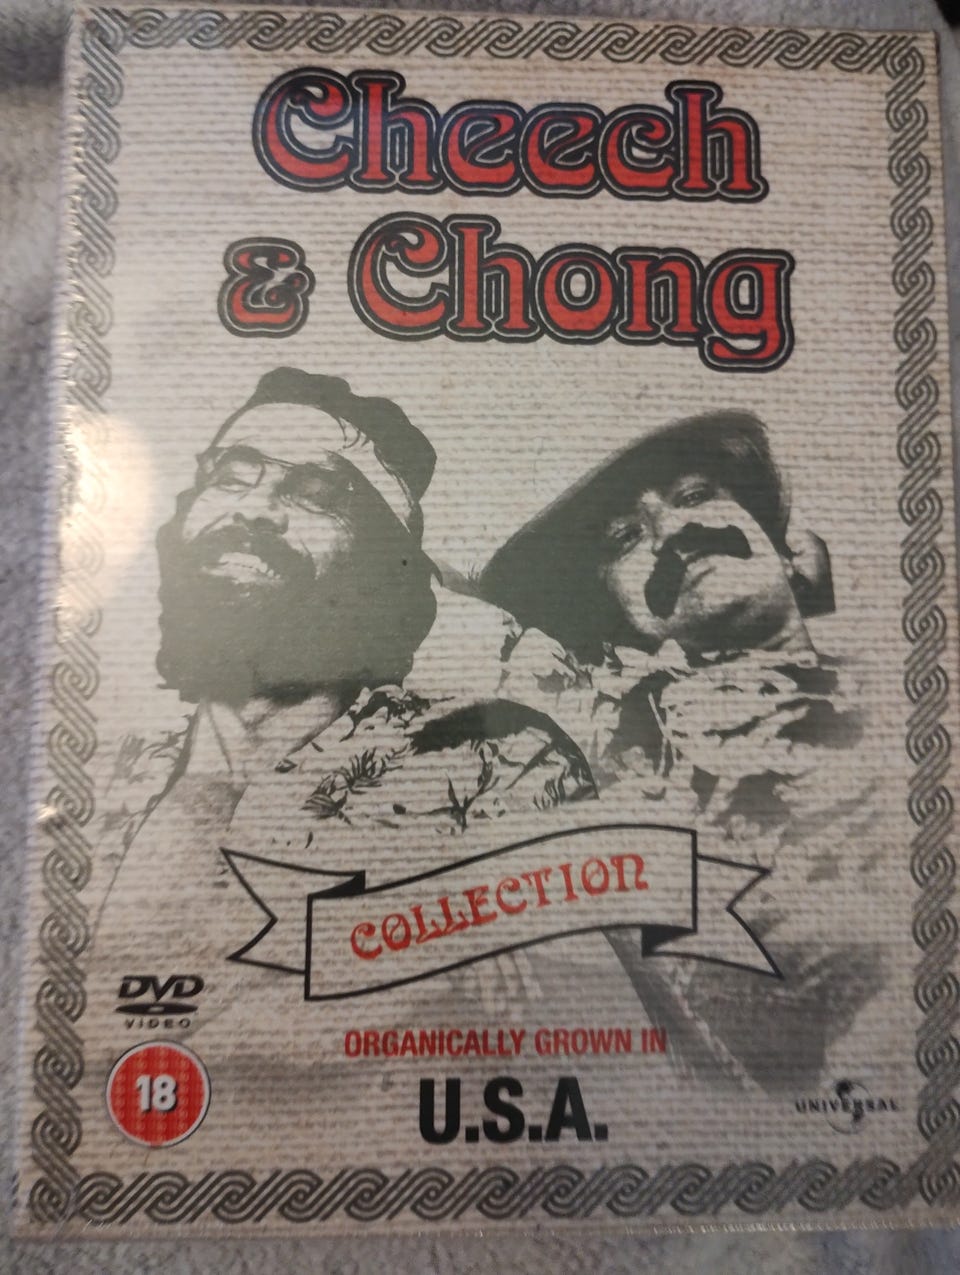 Cheech
& Chong
COLLECTION
DVD
VIDEO
ORGANICALLY GROWN IN
18
U.S.A.
UNIVERSAL